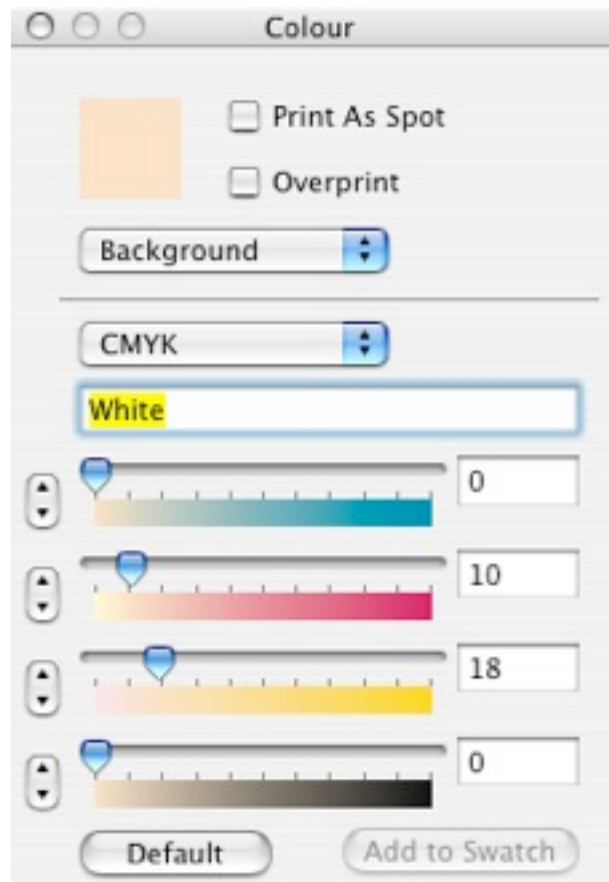 Colour
Print As Spot
Overprint
Background
CMYK
White
0
10
18
0
Default Add to Swatch